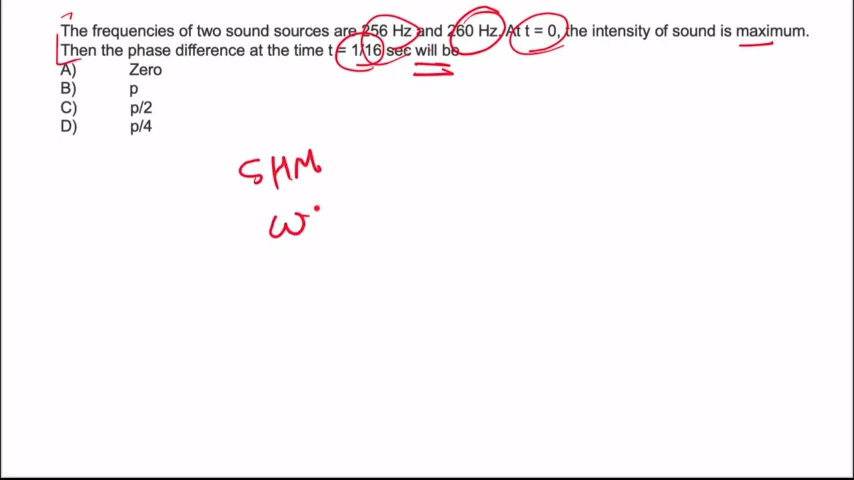 The frequencies of two sound sources are 256 Hz and 260 Hz. At t = 0, the intensity of sound is maximum.
Then the phase difference at the time t = 1/16 sec will be
A) Zero
B) p
C) p/2
D) p/4
SHM
ω